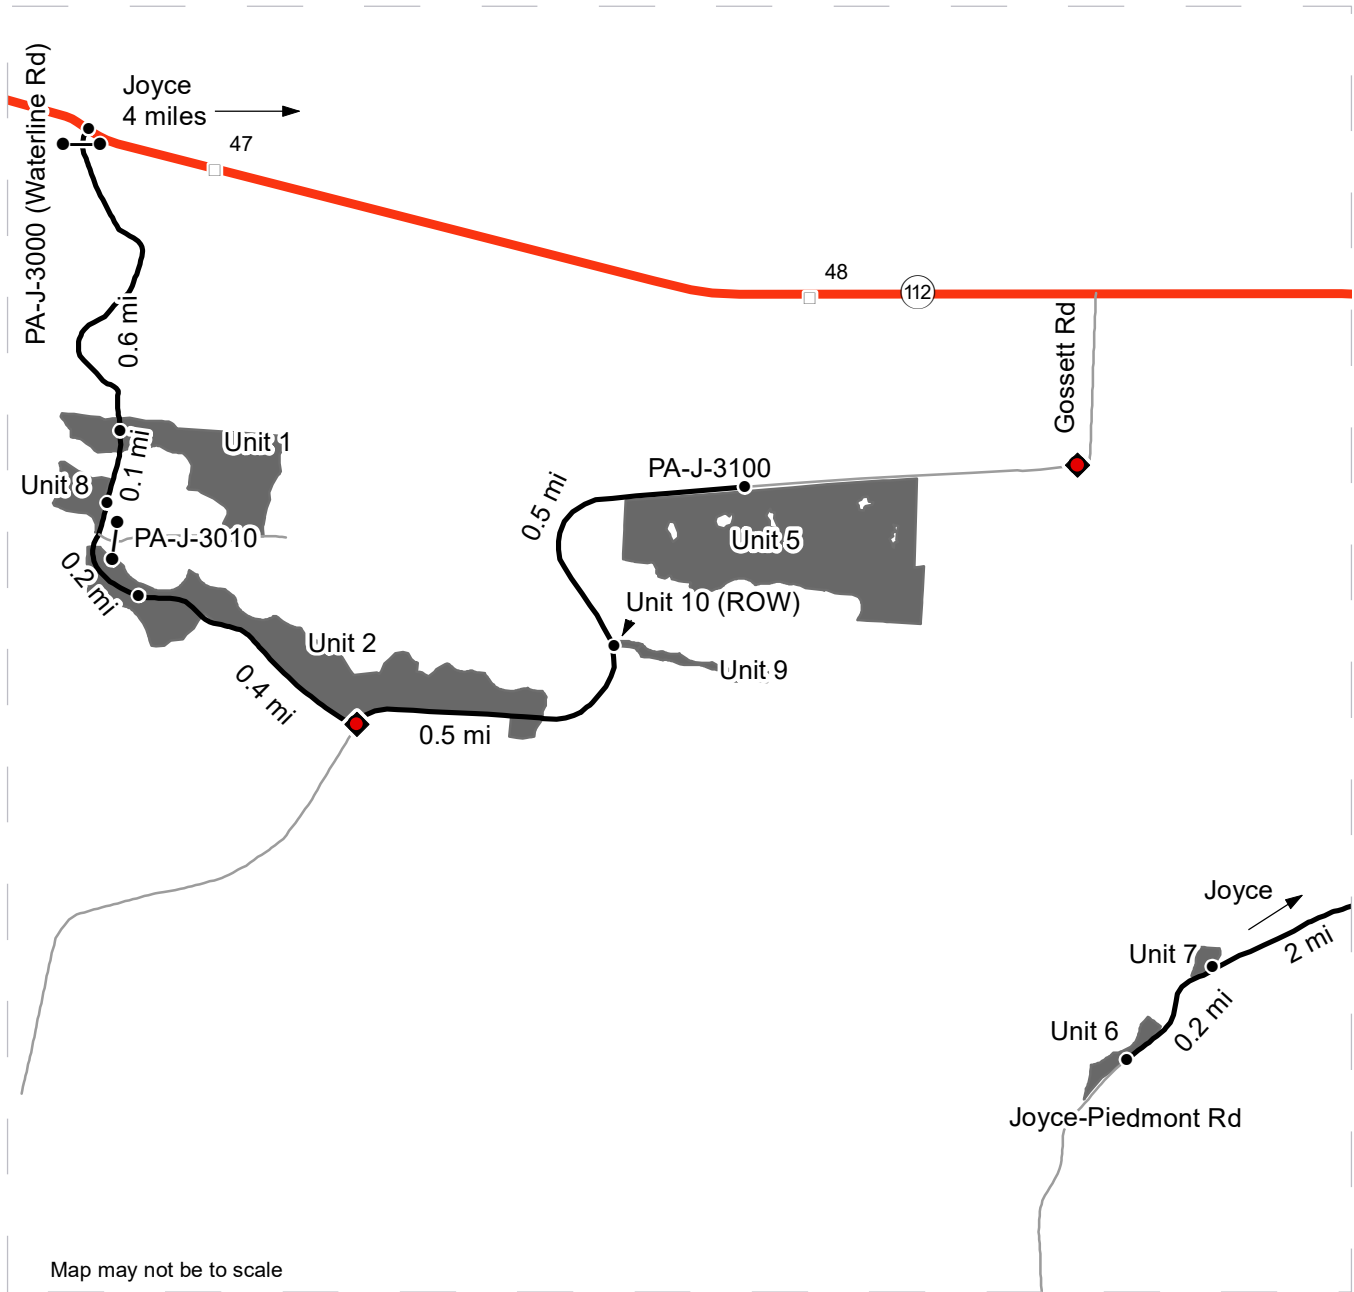 PA-J-3000 (Waterline Rd)
Joyce
4 miles
47
48
112
Gossett Rd
0.6 mi
Unit 1
0.1 mi
Unit 8
PA-J-3010
0.2 mi
PA-J-3100
0.5 mi
Unit 5
Unit 10 (ROW)
Unit 2
Unit 9
0.4 mi
0.5 mi
Joyce
Unit 7
2 mi
0.2 mi
Unit 6
Joyce-Piedmont Rd
Map may not be to scale